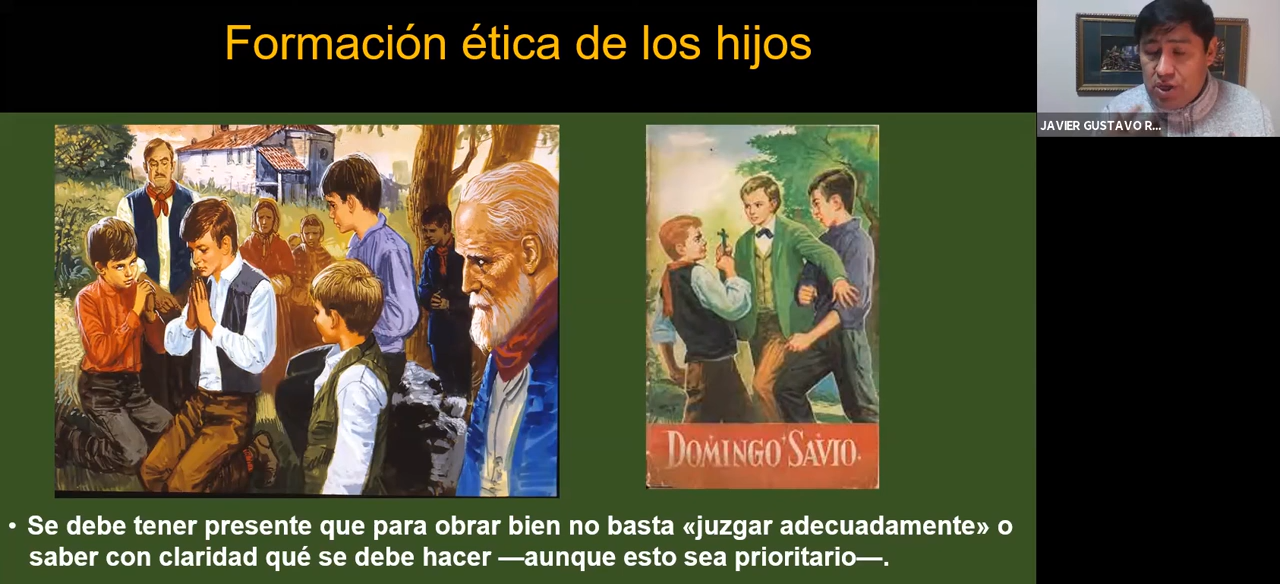 Formación ética de los hijos
JAVIER GUSTAVO R...
DOMINGO SAVIO.
• Se debe tener presente que para obrar bien no basta «juzgar adecuadamente» o
saber con claridad qué se debe hacer —aunque esto sea prioritario—.